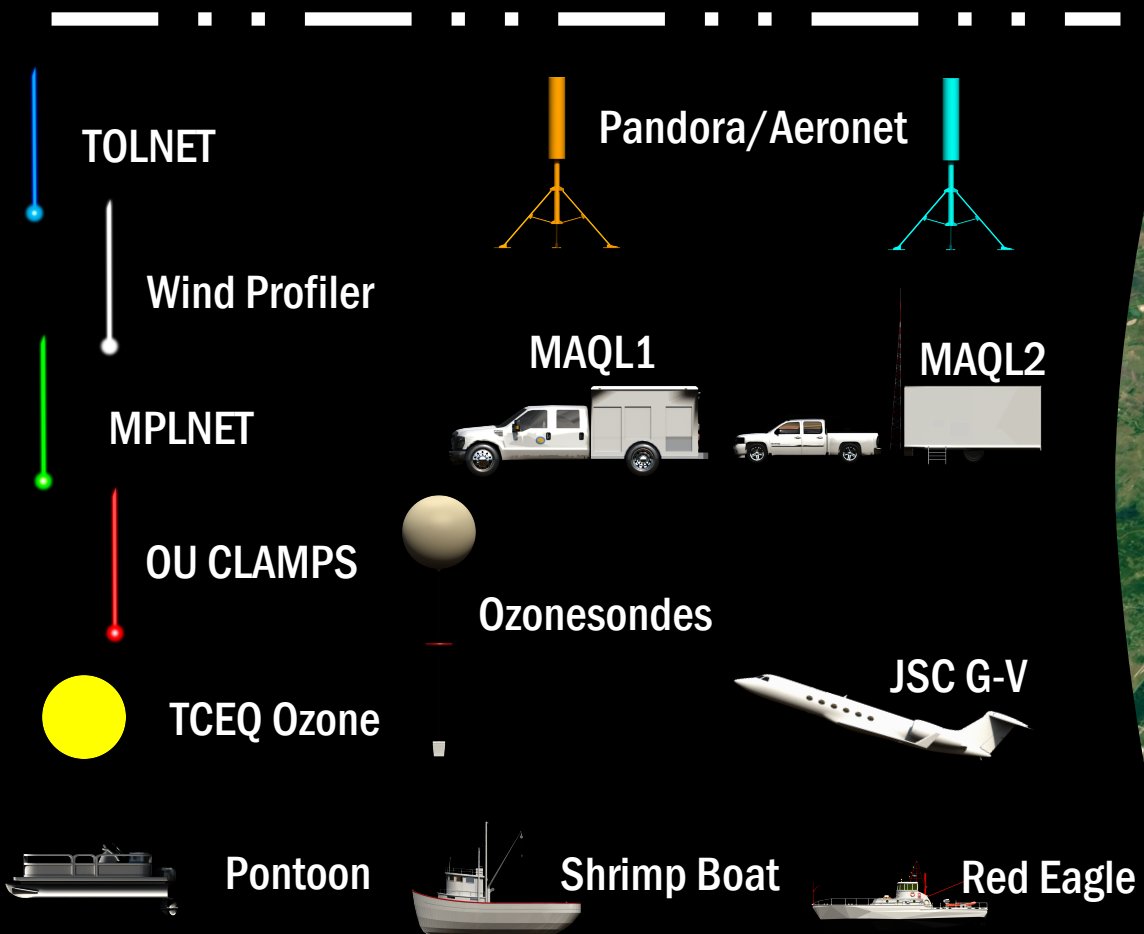 TOLNET
Pandora/Aeronet
Wind Profiler
MAQL1
MAQL2
MPLNET
OU CLAMPS
Ozonesondes
JSC G-V
TCEQ Ozone
Pontoon
Shrimp Boat
Red Eagle